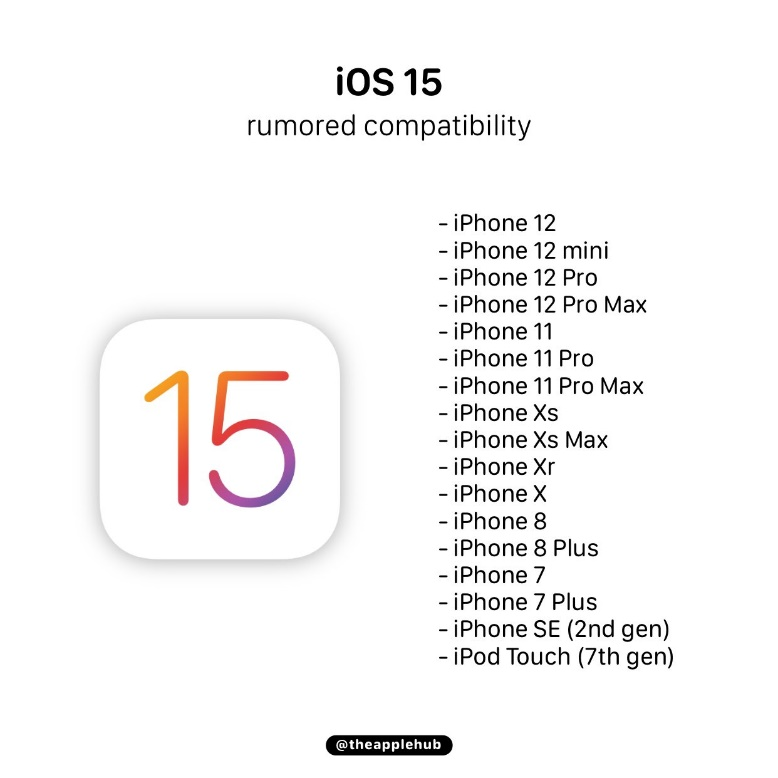 iOS 15
rumored compatibility
- iPhone 12
- iPhone 12 mini
- iPhone 12 Pro
- iPhone 12 Pro Max
- iPhone 11
- iPhone 11 Pro
- iPhone 11 Pro Max
- iPhone Xs
- iPhone Xs Max
- iPhone Xr
- iPhone X
- iPhone 8
- iPhone 8 Plus
- iPhone 7
- iPhone 7 Plus
- iPhone SE (2nd gen)
- iPod Touch (7th gen)
15
@theapplehub